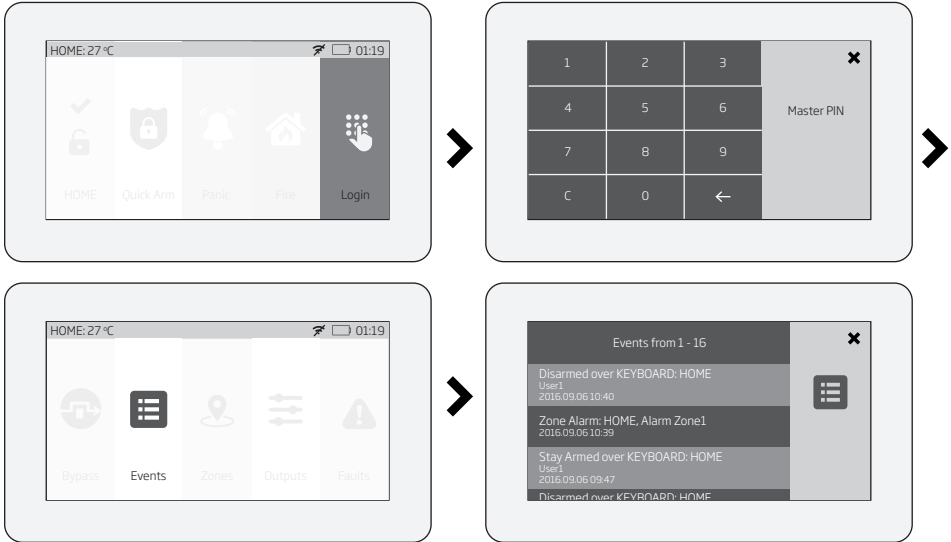 HOME: 27 °C 01:19
HOME Quick Arm Panic Fire Login
1 2 3
4 5 6
7 8 9
C 0
Master PIN
HOME: 27 °C 01:19
Bypass Events Zones Outputs Faults
Events from 1 - 16
Disarmed over KEYBOARD: HOME
User1
2016.09.06 10:40
Zone Alarm: HOME, Alarm Zone1
2016.09.06 10:39
Stay Armed over KEYBOARD: HOME
User1
2016.09.06 09:47
Disarmed over KEYBOARD: HOME